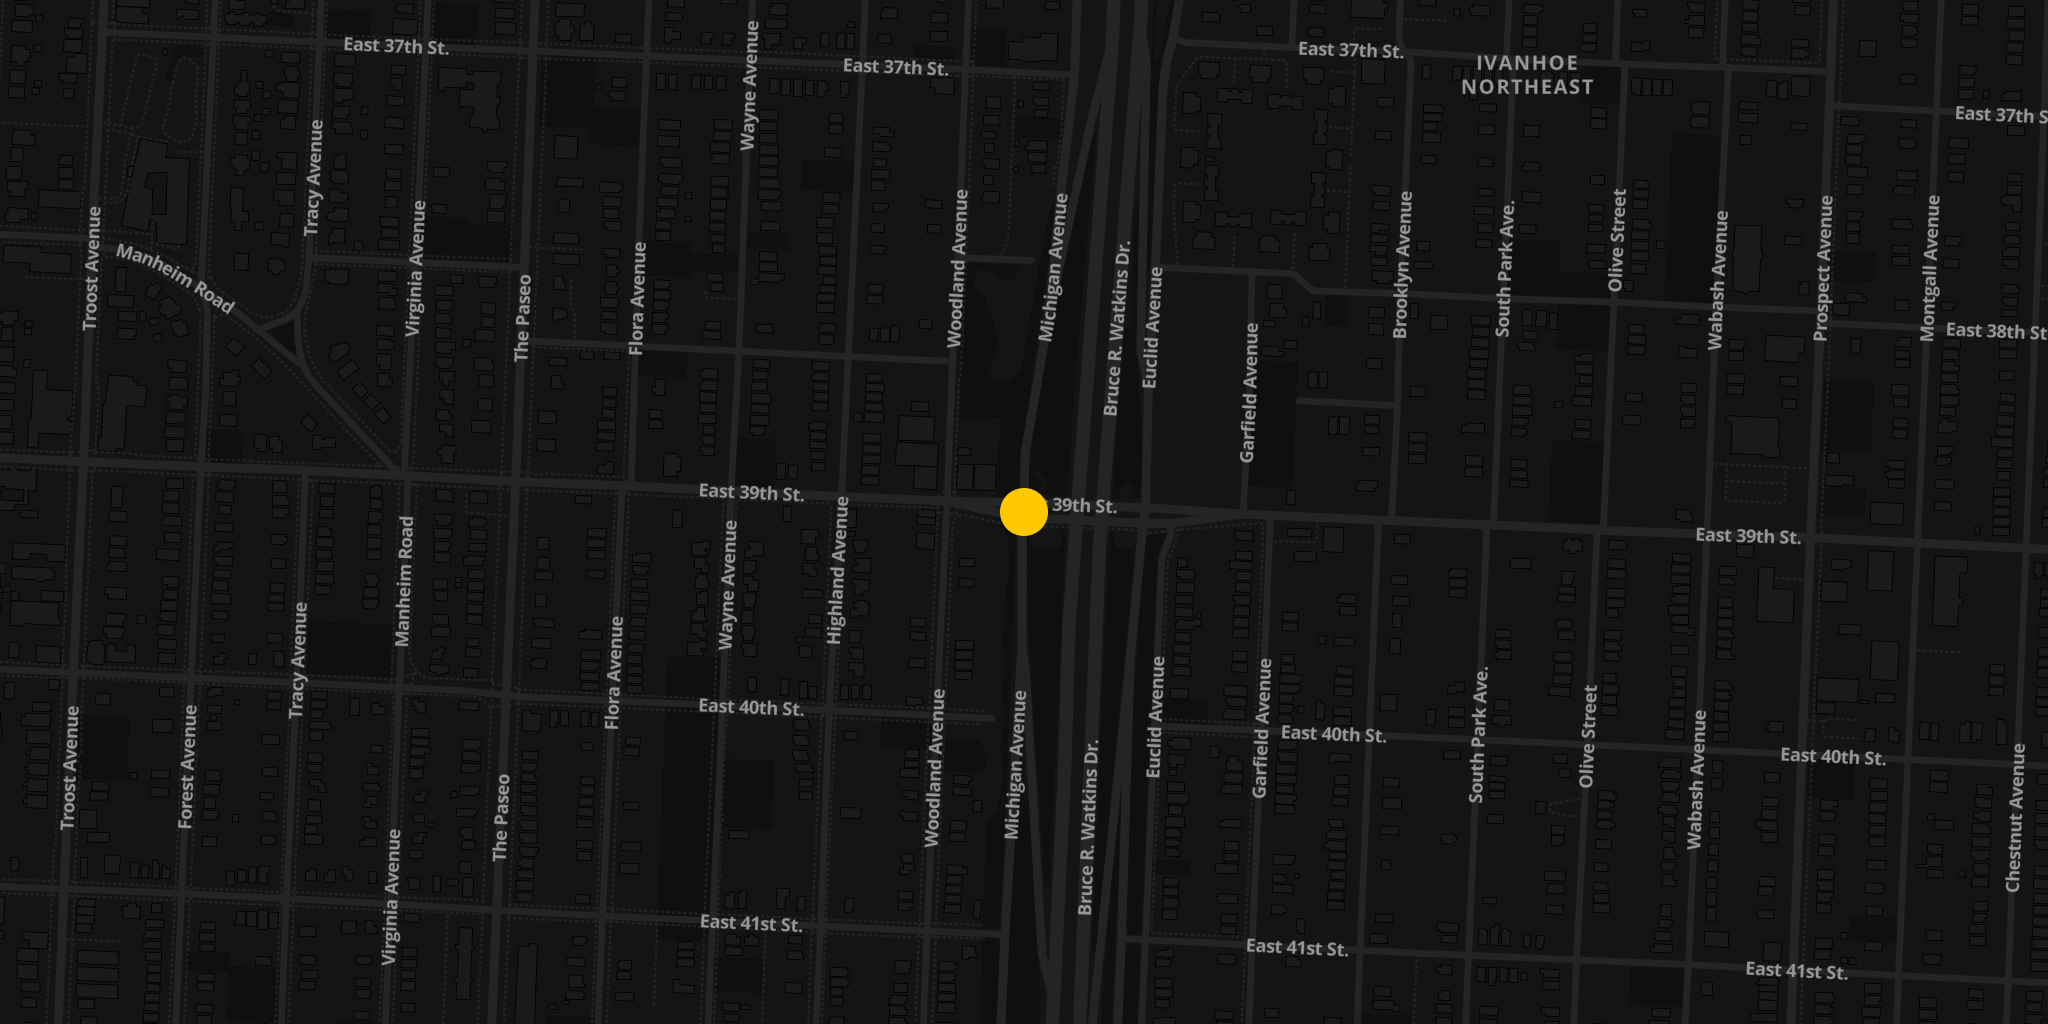 East 37th St.
East 37th St.
East 37th St.
IVANHOE
NORTHEAST
East 37th S
Wayne Avenue
Tracy Avenue
Troost Avenue
Manheim Road
Virginia Avenue
The Paseo
Flora Avenue
Woodland Avenue
Michigan Avenue
Bruce R. Watkins Dr.
Euclid Avenue
Garfield Avenue
Brooklyn Avenue
South Park Ave.
Olive Street
Wabash Avenue
Prospect Avenue
Montgall Avenue
East 38th St
East 39th St.
39th St.
East 39th St.
Manheim Road
Wayne Avenue
Highland Avenue
Tracy Avenue
Flora Avenue
Troost Avenue
Forest Avenue
Virginia Avenue
The Paseo
East 40th St.
Woodland Avenue
Michigan Avenue
Bruce R. Watkins Dr.
Euclid Avenue
Garfield Avenue
East 40th St.
South Park Ave.
Olive Street
Wabash Avenue
East 40th St.
Chestnut Avenue
East 41st St.
East 41st St.
East 41st St.